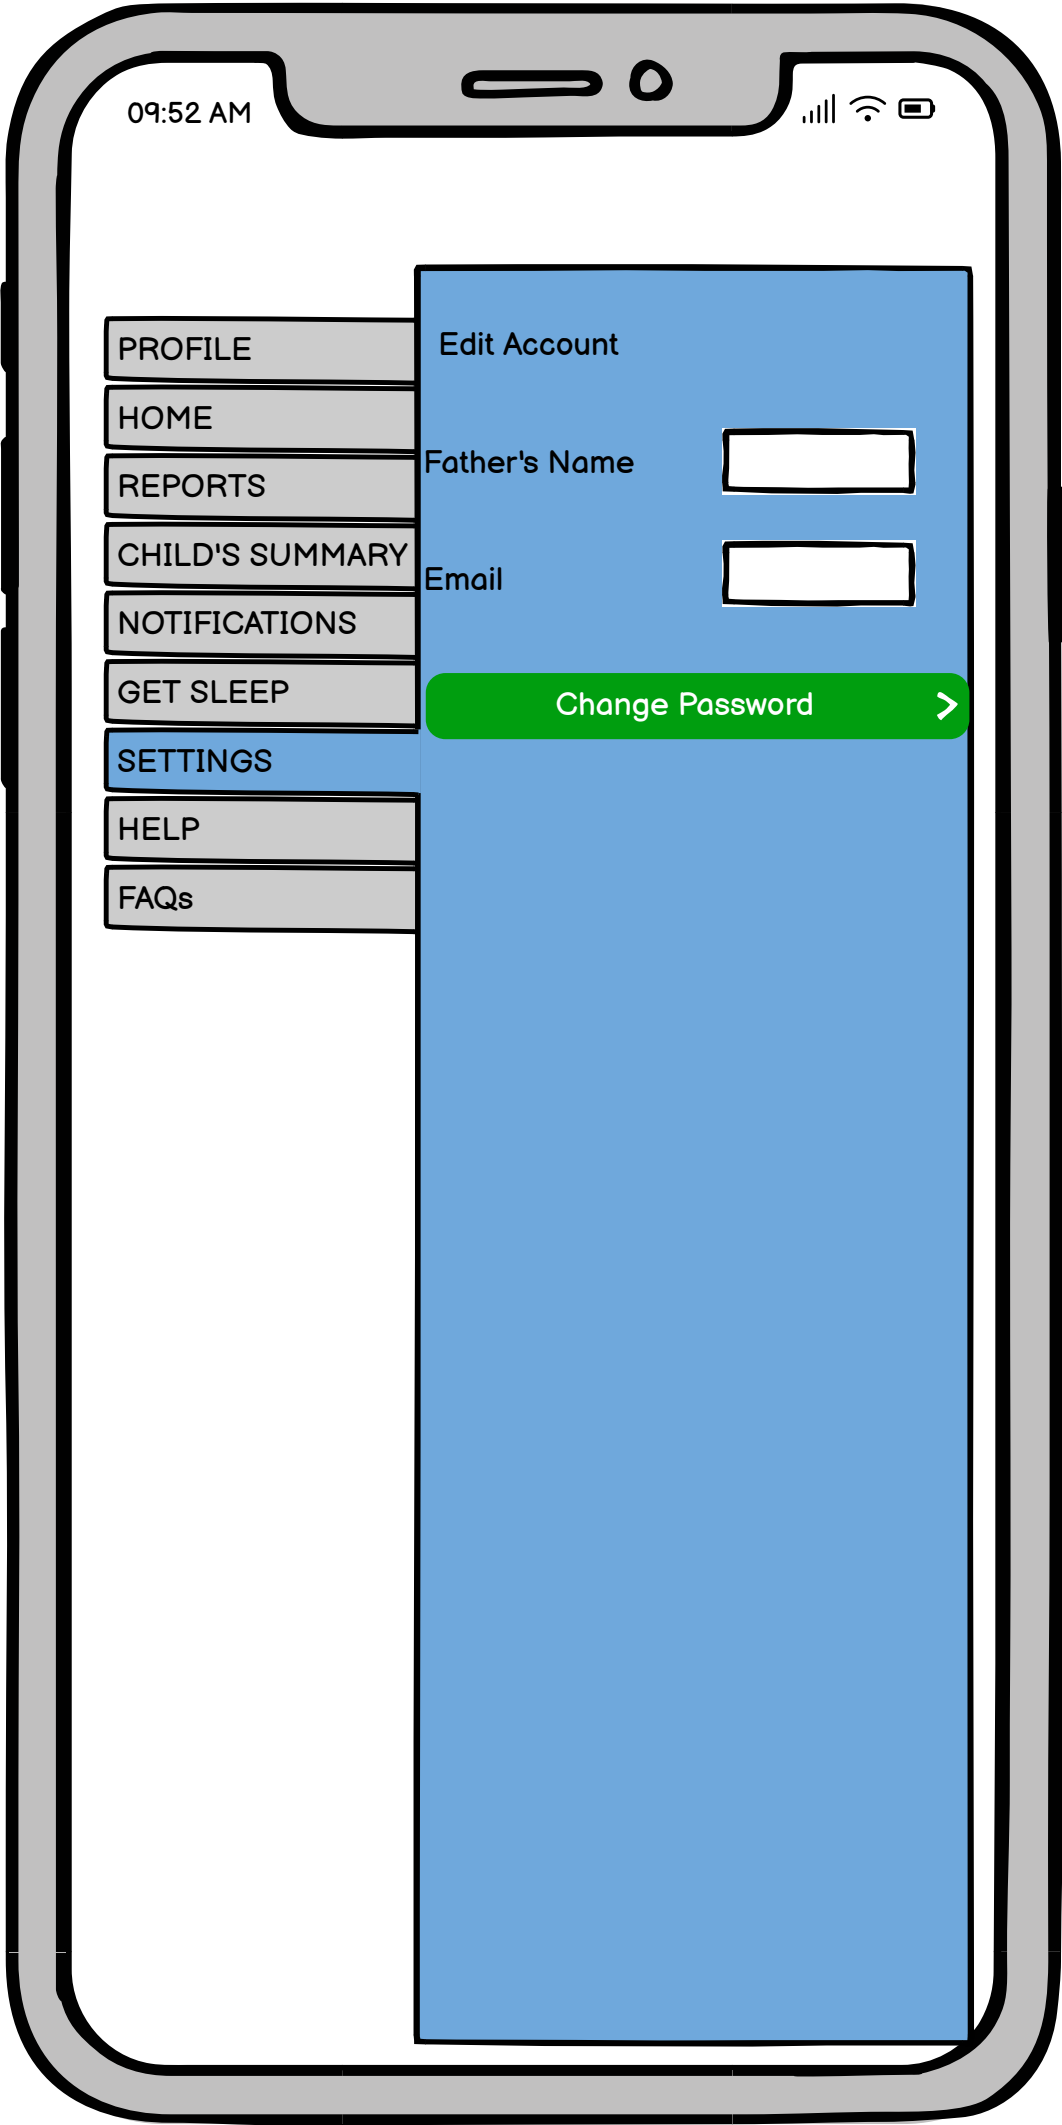 09:52 AM
PROFILE
HOME
REPORTS
CHILD'S SUMMARY
NOTIFICATIONS
GET SLEEP
SETTINGS
HELP
FAQs
Edit Account
Father's Name
Email
Change Password